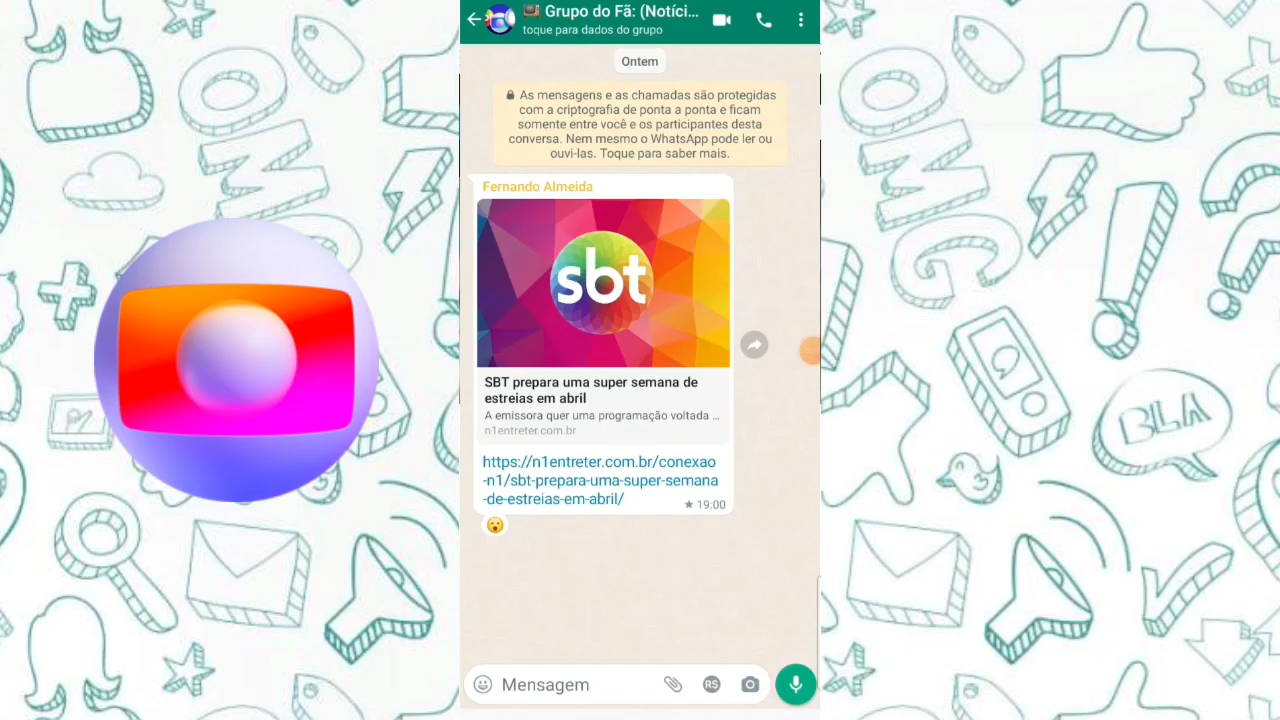 Grupo do Fã: (Notíci...
toque para dados do grupo
Ontem
As mensagens e as chamadas são protegidas
com a criptografia de ponta a ponta e ficam
somente entre você e os participantes desta
conversa. Nem mesmo o WhatsApp pode ler ou
ouvi-las. Toque para saber mais.
Fernando Almeida
sbt
SBT prepara uma super semana de
estreias em abril
A emissora quer uma programação voltada ...
n1entreter.com.br
https://n1entreter.com.br/conexao
-n1/sbt-prepara-uma-super-semana
-de-estreias-em-abril/
19:00
Mensagem
R$
OMG
OMG
BLA